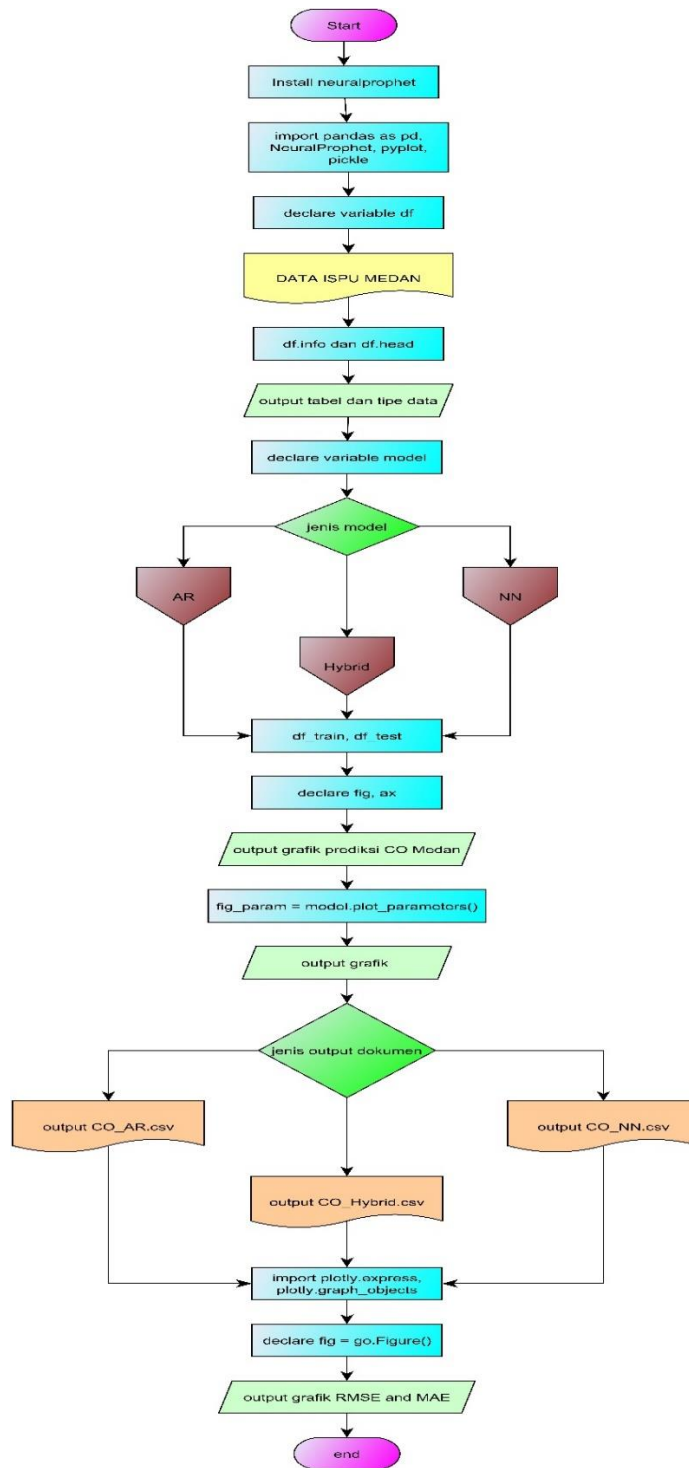 Start
Install neuralprophet
import pandas as pd,
NeuralProphet, pyplot,
pickle
declare variable df
DATA ISPU MEDAN
df.info dan df.head
output tabel dan tipe data
declare variable model
jenis model
AR
NN
Hybrid
df_train, df_test
declare fig, ax
output grafik prediksi CO Medan
fig_param = model.plot_parameters()
output grafik
jenis output dokumen
output CO_AR.csv
output CO_NN.csv
output CO_Hybrid.csv
import plotly.express,
plotly.graph_objects
declare fig = go.Figure()
output grafik RMSE and MAE
end